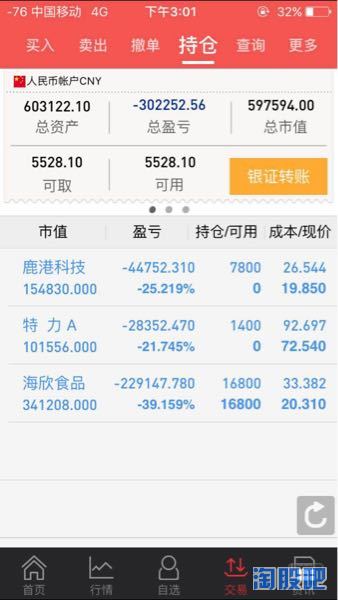 -76 中国移动 4G 下午3:01 32%
买入 卖出 撤单 持仓 查询 更多
人民币帐户CNY
603122.10 -302252.56 597594.00
总资产 总盈亏 总市值
5528.10 5528.10 银证转账
可取 可用
市值 盈亏 持仓/可用 成本/现价
鹿港科技 -44752.310 7800 26.544
154830.000 -25.219% 0 19.850
特 力A -28352.470 1400 92.697
101556.000 -21.745% 0 72.540
海欣食品 -229147.780 16800 33.382
341208.000 -39.159% 16800 20.310
首页 行情 自选 交易 资讯
淘股吧